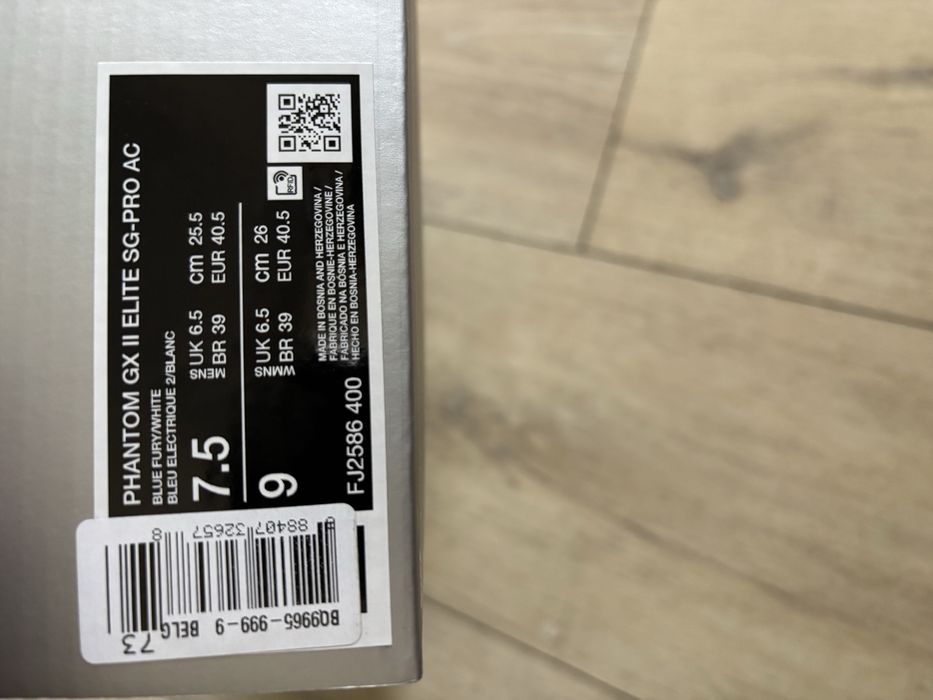 PHANTOM GX II ELITE SG-PRO AC
BLUE FURY/WHITE
BLEU ELECTRIQUE 2/BLANC
7.5
MENS
UK 6.5 cm 25.5
BR 39 EUR 40.5
9
WMNS
UK 6.5 cm 26
BR 39 EUR 40.5
RFID
MADE IN BOSNIA AND HERZEGOVINA /
FABRIQUE EN BOSNIE-HERZEGOVINE /
FABRICADO NA BÓSNIA E HERZEGOVINA /
HECHO EN BOSNIA-HERZEGOVINA
FJ2586 400
BQ9965-999-9 BELG
73
8 88407 32657 8